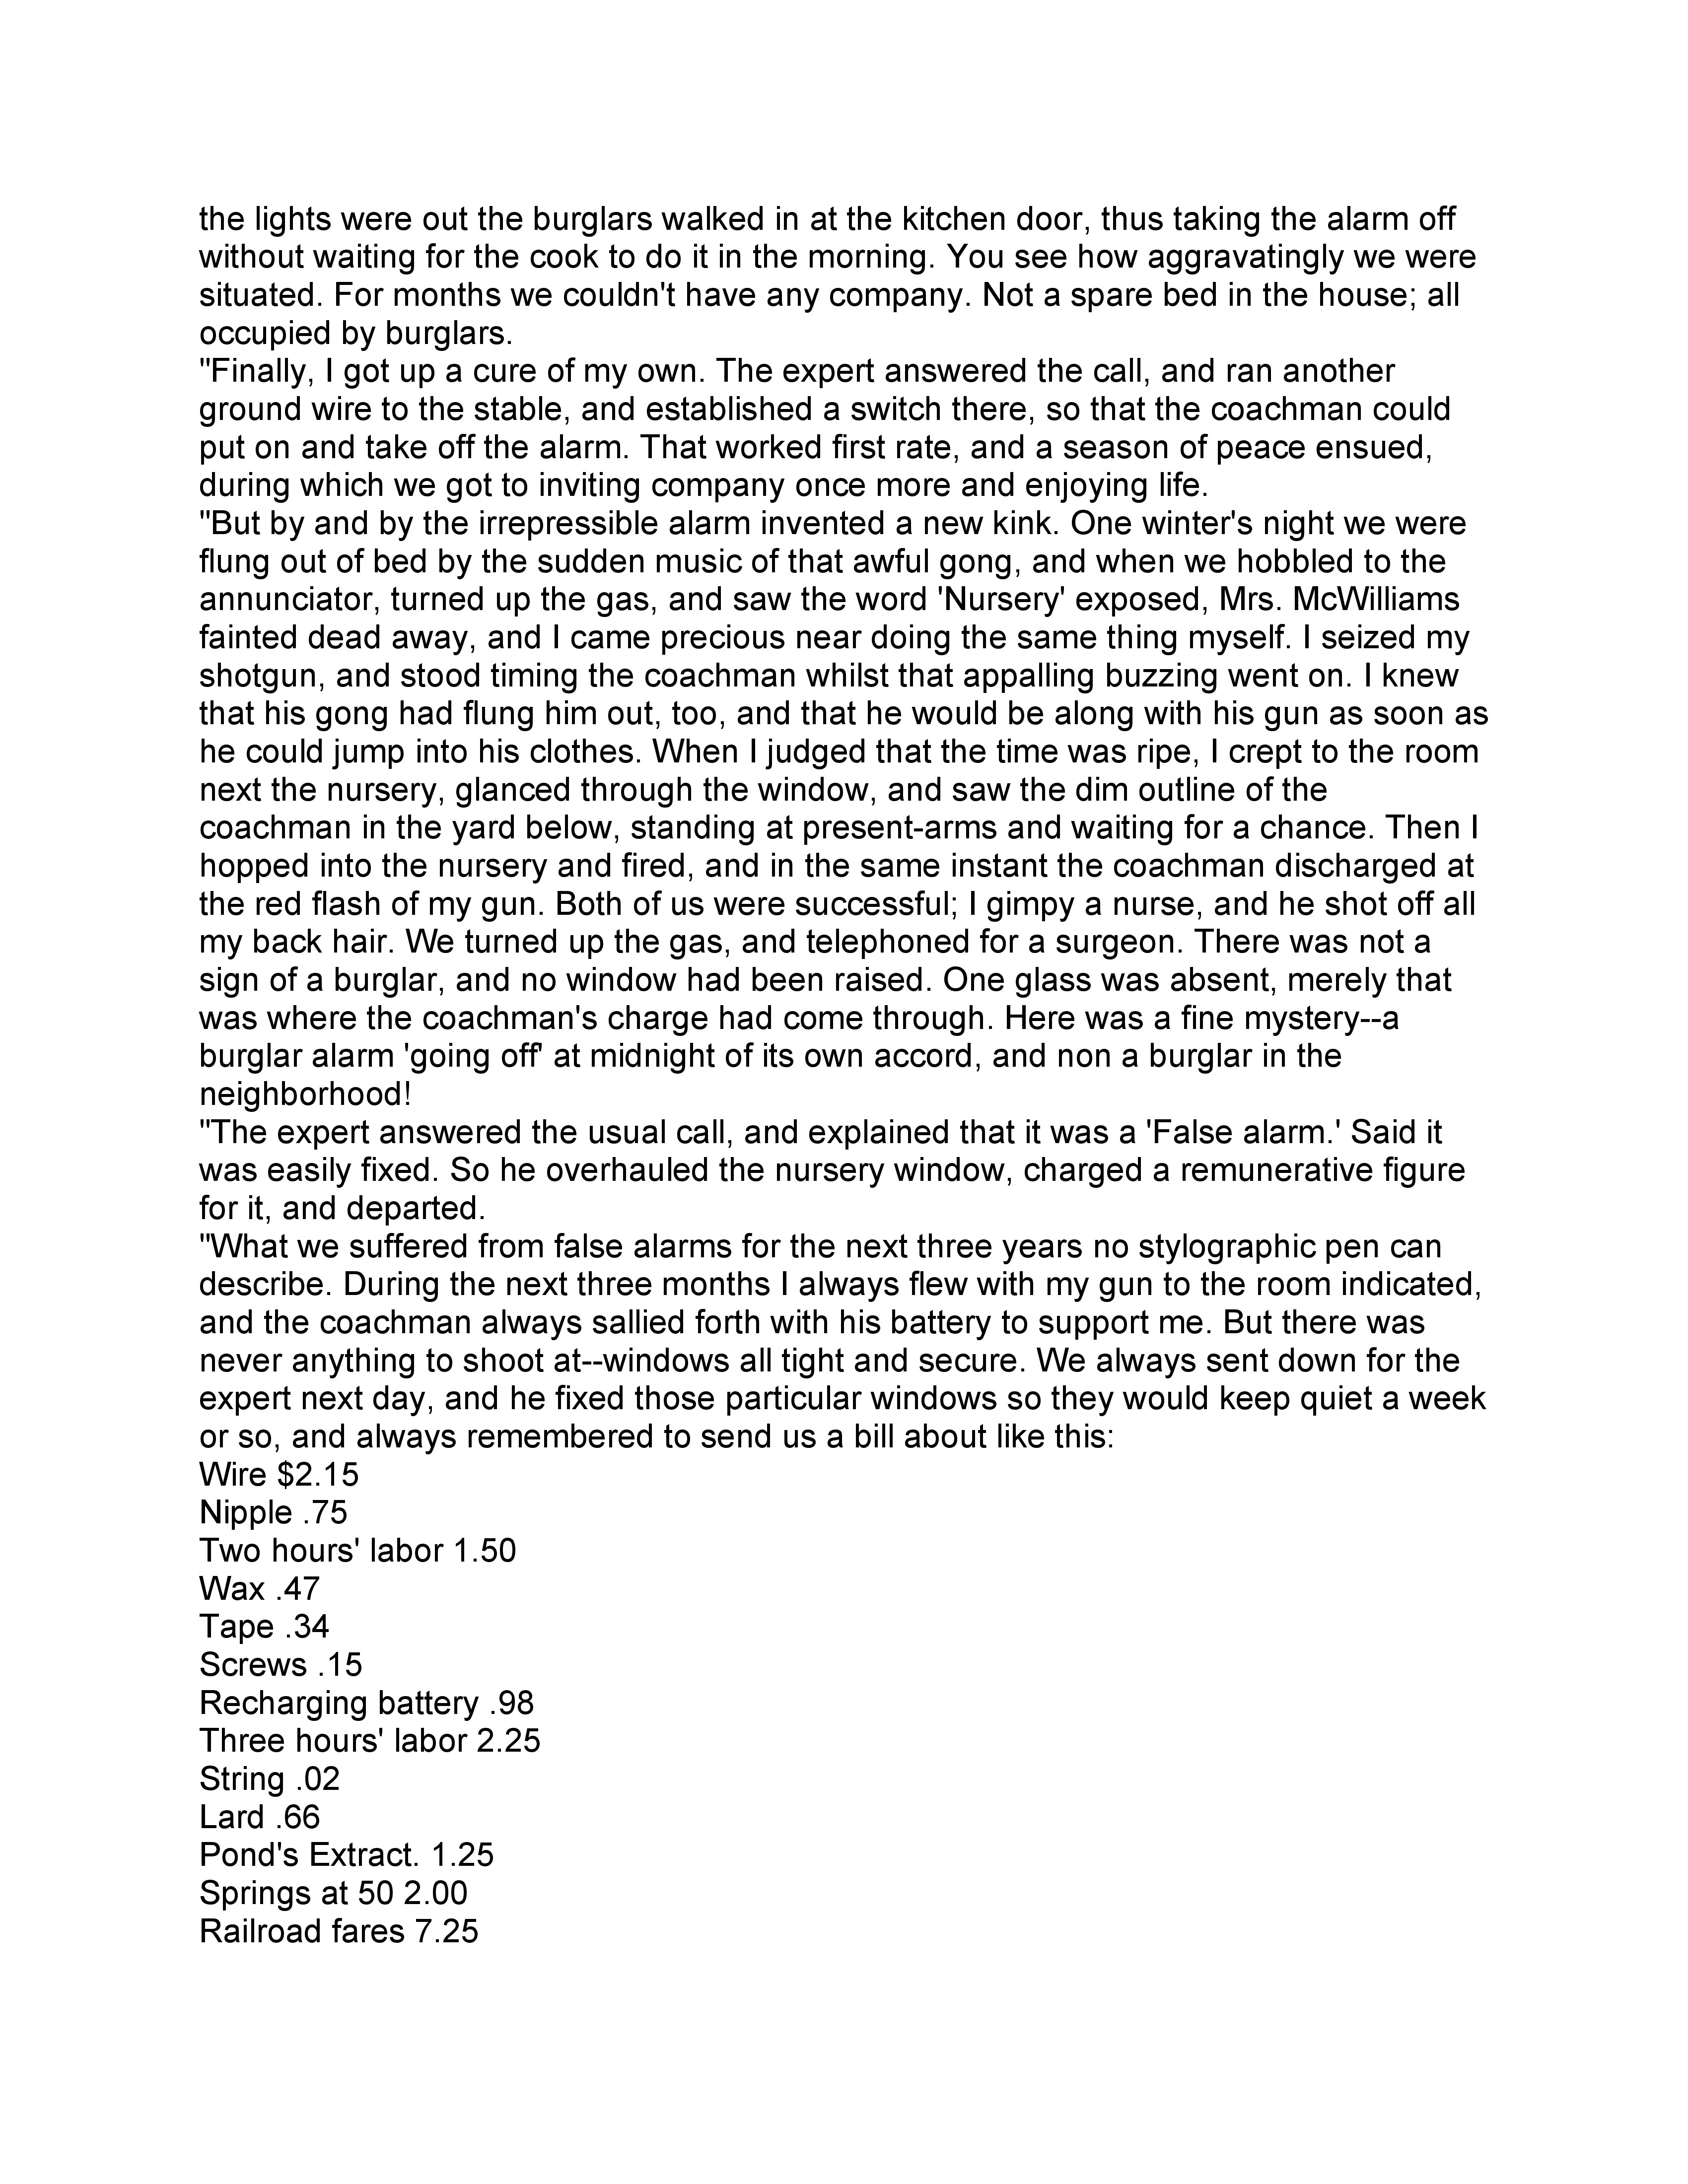 the lights were out the burglars walked in at the kitchen door, thus taking the alarm off
without waiting for the cook to do it in the morning. You see how aggravatingly we were
situated. For months we couldn't have any company. Not a spare bed in the house; all
occupied by burglars.
"Finally, I got up a cure of my own. The expert answered the call, and ran another
ground wire to the stable, and established a switch there, so that the coachman could
put on and take off the alarm. That worked first rate, and a season of peace ensued,
during which we got to inviting company once more and enjoying life.
"But by and by the irrepressible alarm invented a new kink. One winter's night we were
flung out of bed by the sudden music of that awful gong, and when we hobbled to the
annunciator, turned up the gas, and saw the word 'Nursery' exposed, Mrs. McWilliams
fainted dead away, and I came precious near doing the same thing myself. I seized my
shotgun, and stood timing the coachman whilst that appalling buzzing went on. I knew
that his gong had flung him out, too, and that he would be along with his gun as soon as
he could jump into his clothes. When I judged that the time was ripe, I crept to the room
next the nursery, glanced through the window, and saw the dim outline of the
coachman in the yard below, standing at present-arms and waiting for a chance. Then I
hopped into the nursery and fired, and in the same instant the coachman discharged at
the red flash of my gun. Both of us were successful; I gimpy a nurse, and he shot off all
my back hair. We turned up the gas, and telephoned for a surgeon. There was not a
sign of a burglar, and no window had been raised. One glass was absent, merely that
was where the coachman's charge had come through. Here was a fine mystery--a
burglar alarm 'going off' at midnight of its own accord, and non a burglar in the
neighborhood!
"The expert answered the usual call, and explained that it was a 'False alarm.' Said it
was easily fixed. So he overhauled the nursery window, charged a remunerative figure
for it, and departed.
"What we suffered from false alarms for the next three years no stylographic pen can
describe. During the next three months I always flew with my gun to the room indicated,
and the coachman always sallied forth with his battery to support me. But there was
never anything to shoot at--windows all tight and secure. We always sent down for the
expert next day, and he fixed those particular windows so they would keep quiet a week
or so, and always remembered to send us a bill about like this:
Wire $2.15
Nipple .75
Two hours' labor 1.50
Wax .47
Tape .34
Screws .15
Recharging battery .98
Three hours' labor 2.25
String .02
Lard .66
Pond's Extract. 1.25
Springs at 50 2.00
Railroad fares 7.25